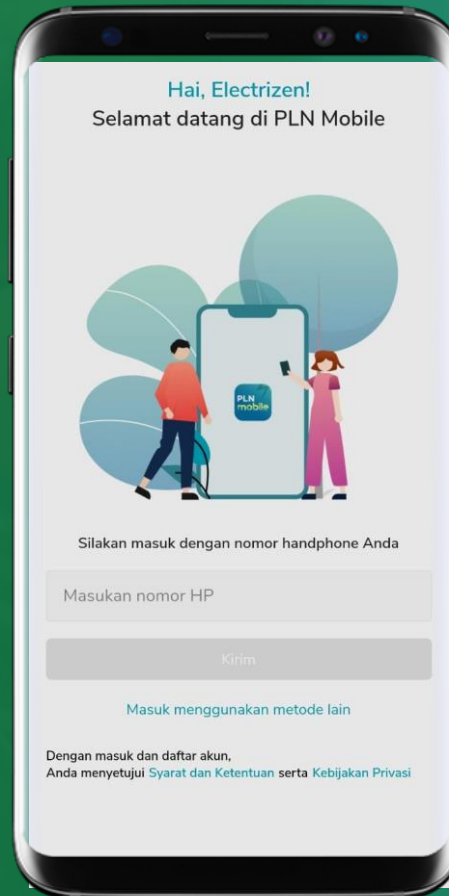 Hai, Electrizen!
Selamat datang di PLN Mobile
PLN
mobile
Silakan masuk dengan nomor handphone Anda
Masukan nomor HP
Kirim
Masuk menggunakan metode lain
Dengan masuk dan daftar akun,
Anda menyetujui Syarat dan Ketentuan serta Kebijakan Privasi